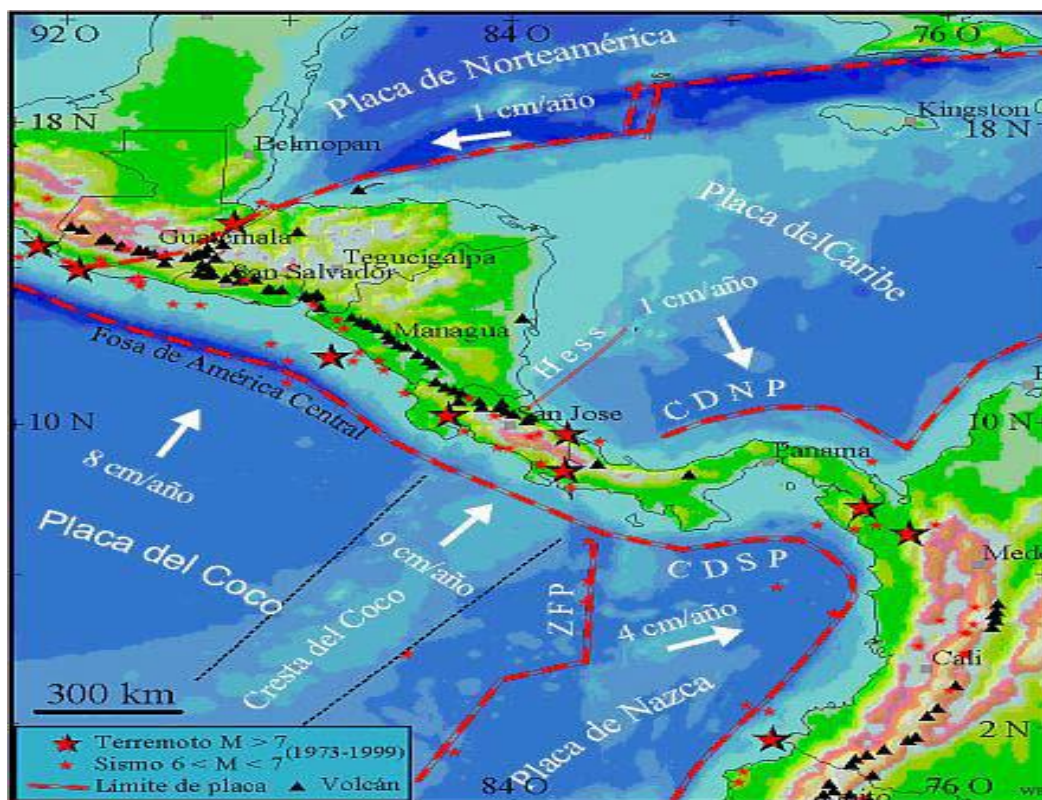 92 O
84 O
76 O
Placa de Norteamérica
1 cm/año
18 N
Kingston
18 N
Belmopan
Placa del Caribe
Guatemala
Tegucigalpa
San Salvador
1 cm/año
Managua
Hess
Fosa de América Central
CDNP
10 N
San Jose
10 N
Panama
8 cm/año
Placa del Coco
9 cm/año
CDSP
Mede
ZFP
4 cm/año
Cresta del Coco
Cali
300 km
Placa de Nazca
Terremoto M > 7 (1973-1999)
Sismo 6 < M < 7
Límite de placa
Volcán
2 N
84 O
76 O